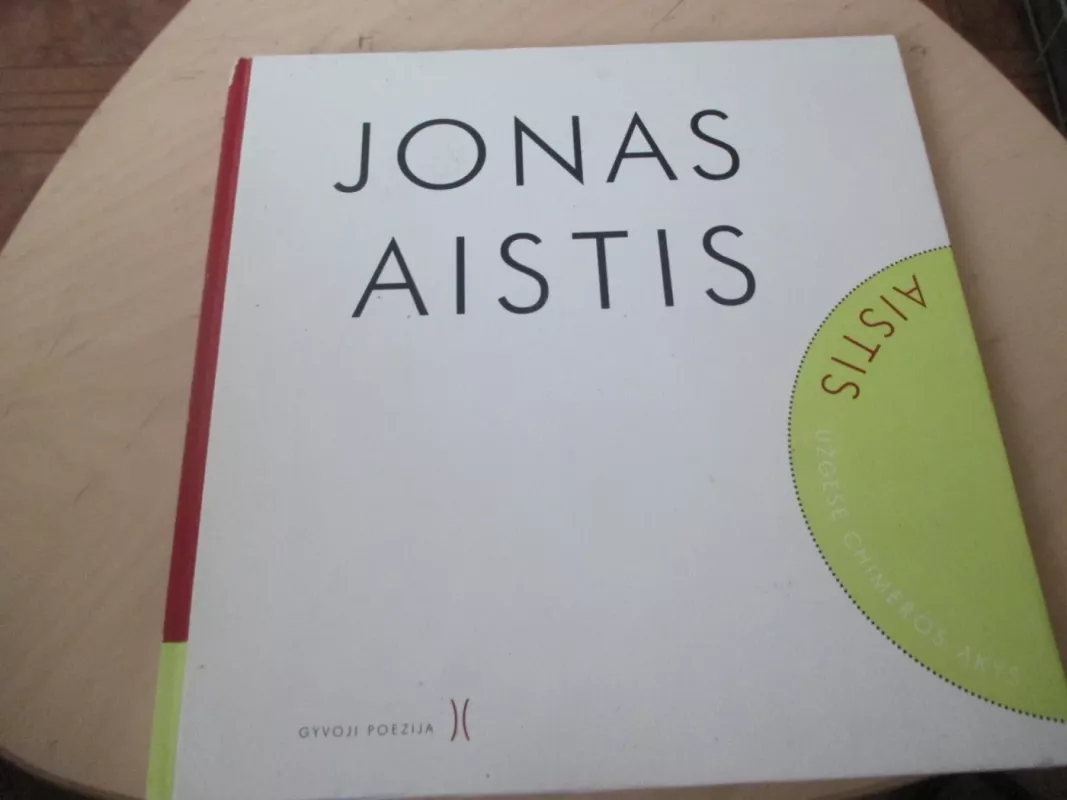 JONAS
AISTIS
AISTIS
UŽGESĘ CHIMEROS AKYS
GYVOJI POEZIJA